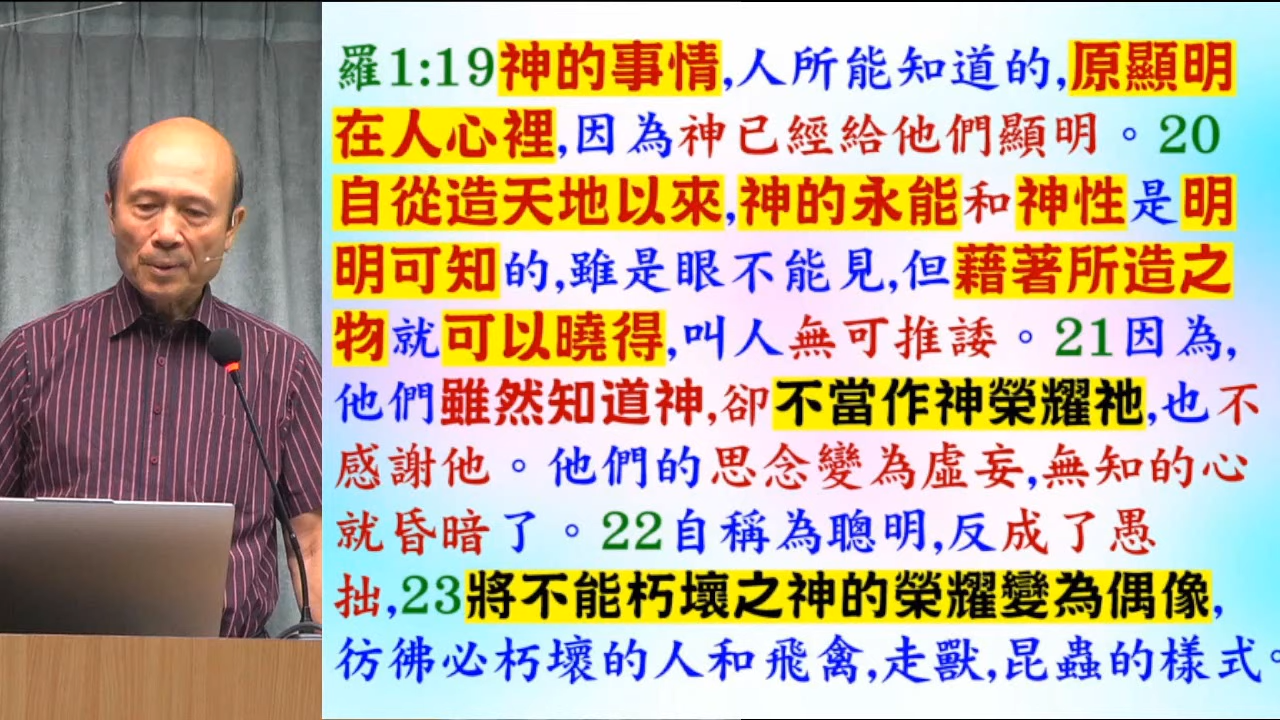 羅1:19神的事情,人所能知道的,原顯明
在人心裡,因為神已經給他們顯明。20
自從造天地以來,神的永能和神性是明
明可知的,雖是眼不能見,但藉著所造之
物就可以曉得,叫人無可推諉。21因為,
他們雖然知道神,卻不當作神榮耀祂,也不
感謝他。他們的思念變為虛妄,無知的心
就昏暗了。22自稱為聰明,反成了愚
拙,23將不能朽壞之神的榮耀變為偶像,
彷彿必朽壞的人和飛禽,走獸,昆蟲的樣式。